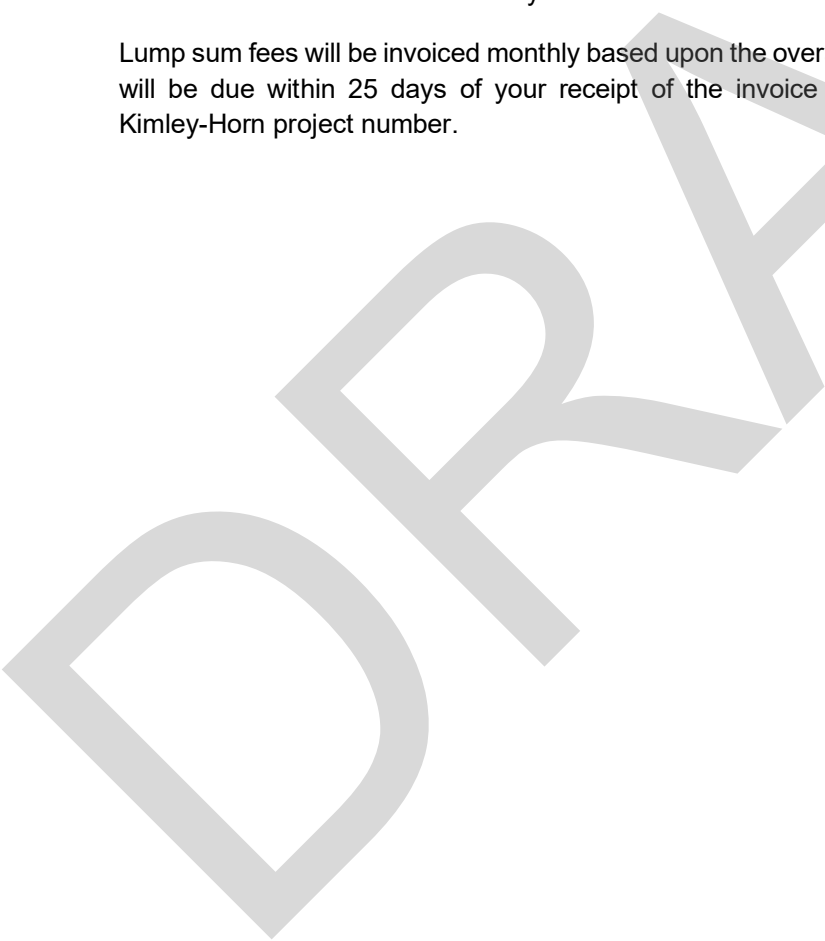 Lump sum fees will be invoiced monthly based upon the over
will be due within 25 days of your receipt of the invoice
Kimley-Horn project number.
DRA